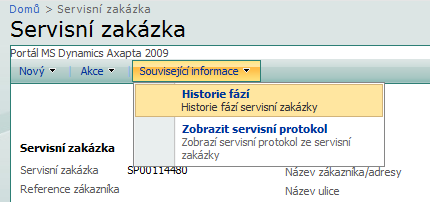 Domů > Servisní zakázka
Servisní zakázka
Portál MS Dynamics Axapta 2009
Nový Akce Související informace
Historie fází
Historie fází servisní zakázky
Zobrazit servisní protokol
Zobrazí servisní protokol ze servisní
zakázky
Servisní zakázka
Servisní zakázka SP00114480 Název zákazníka/adresy
Reference zákazníka Název ulice